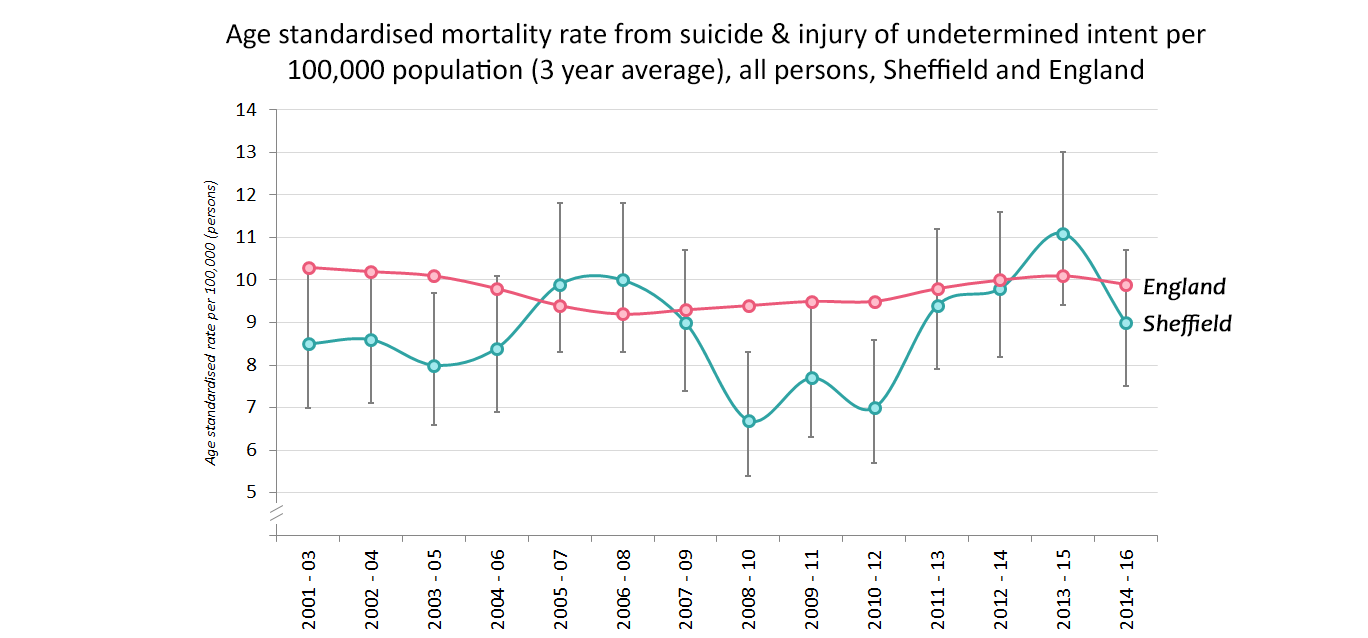 Age standardised mortality rate from suicide & injury of undetermined intent per
100,000 population (3 year average), all persons, Sheffield and England
Age standardised rate per 100,000 (persons)
14
13
12
11
10
9
8
7
6
5
England
Sheffield
2001 - 03
2002 - 04
2003 - 05
2004 - 06
2005 - 07
2006 - 08
2007 - 09
2008 - 10
2009 - 11
2010 - 12
2011 - 13
2012 - 14
2013 - 15
2014 - 16